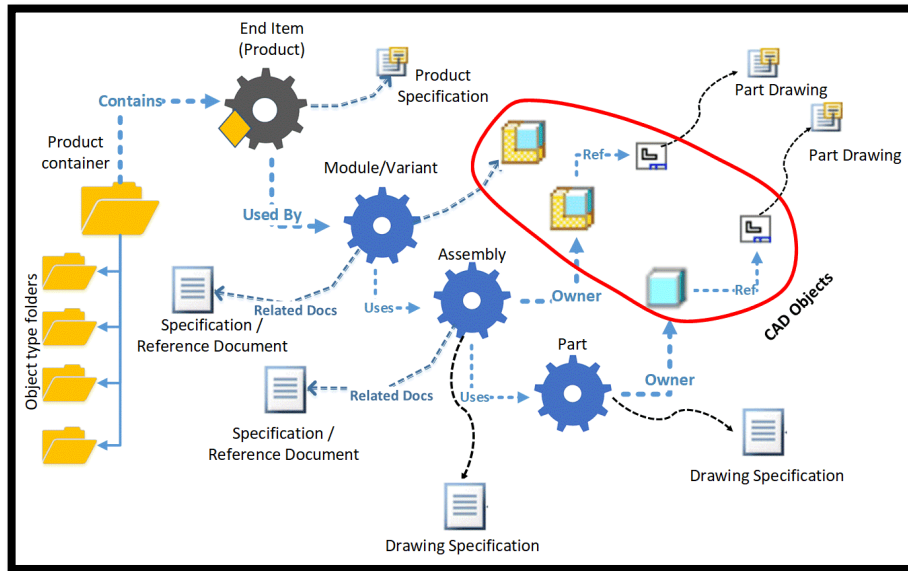 End Item
(Product)
Contains
Product
Specification
Part Drawing
Product
container
Module/Variant
Ref
Part Drawing
Used By
Assembly
Object type folders
Related Docs
Uses
Owner
Ref
CAD Objects
Specification /
Reference Document
Part
Related Docs
Uses
Owner
Specification /
Reference Document
Drawing Specification
Drawing Specification